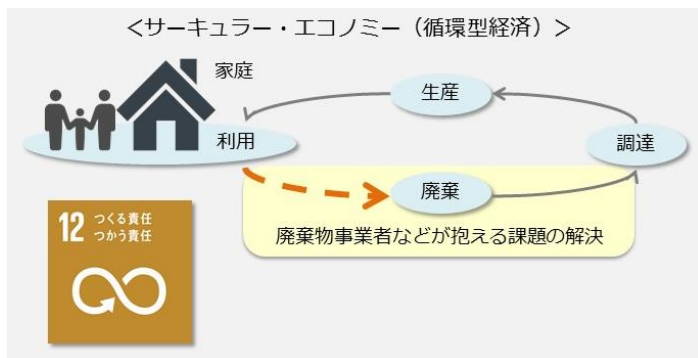 ＜サーキュラー・エコノミー（循環型経済）＞
家庭
生産
利用
調達
廃棄
廃棄物事業者などが抱える課題の解決
12 つくる責任
つかう責任